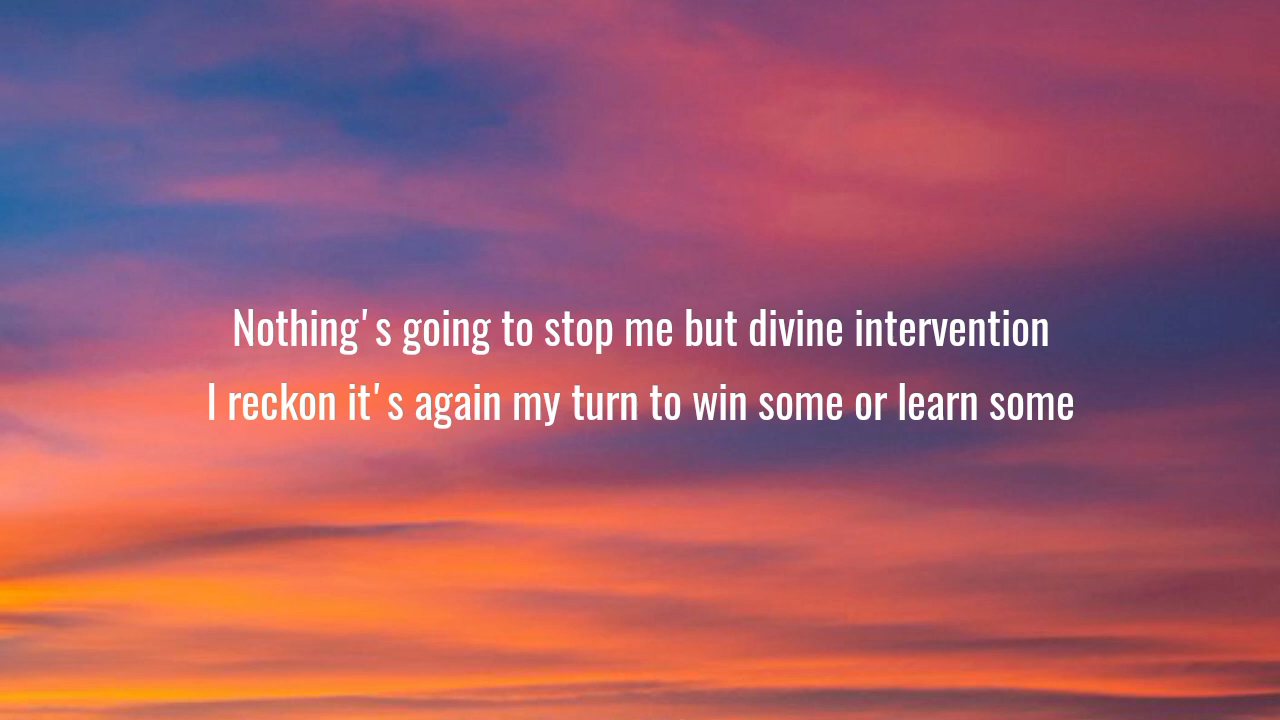 Nothing's going to stop me but divine intervention
I reckon it's again my turn to win some or learn some